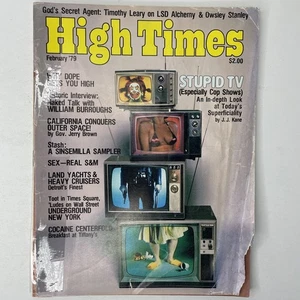 God's Secret Agent: Timothy Leary on LSD Alchemy & Owsley Stanley
High Times
February '79
$2.00
DOPE
YOU HIGH
Interview:
Naked Talk with
WILLIAM BURROUGHS
CALIFORNIA CONQUERS
OUTER SPACE!
by Gov. Jerry Brown
Stash:
A SINSEMILLA SAMPLER
SEX—REAL S&M
LAND YACHTS &
HEAVY CRUISERS
Detroit's Finest
Toot in Times Square,
'Ludes on Wall Street
UNDERGROUND
NEW YORK
COCAINE CENTERFOLD
Breakfast at Tiffany's
STUPID TV
(Especially Cop Shows)
An in-depth Look
at Today's
Superficiality
by J.J. Kane